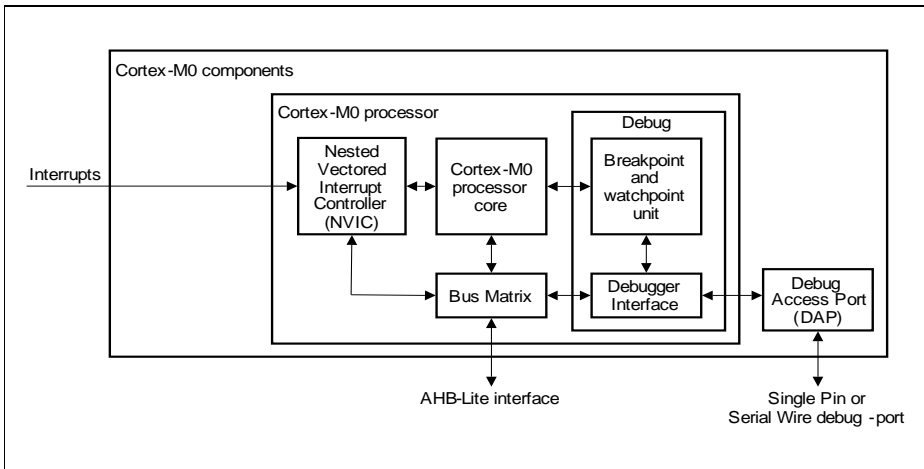 Cortex-M0 components
Cortex-M0 processor
Debug
Interrupts
Nested
Vectored
Interrupt
Controller
(NVIC)
Cortex-M0
processor
core
Breakpoint
and
watchpoint
unit
Bus Matrix
Debugger
Interface
Debug
Access Port
(DAP)
AHB-Lite interface
Single Pin or
Serial Wire debug -port